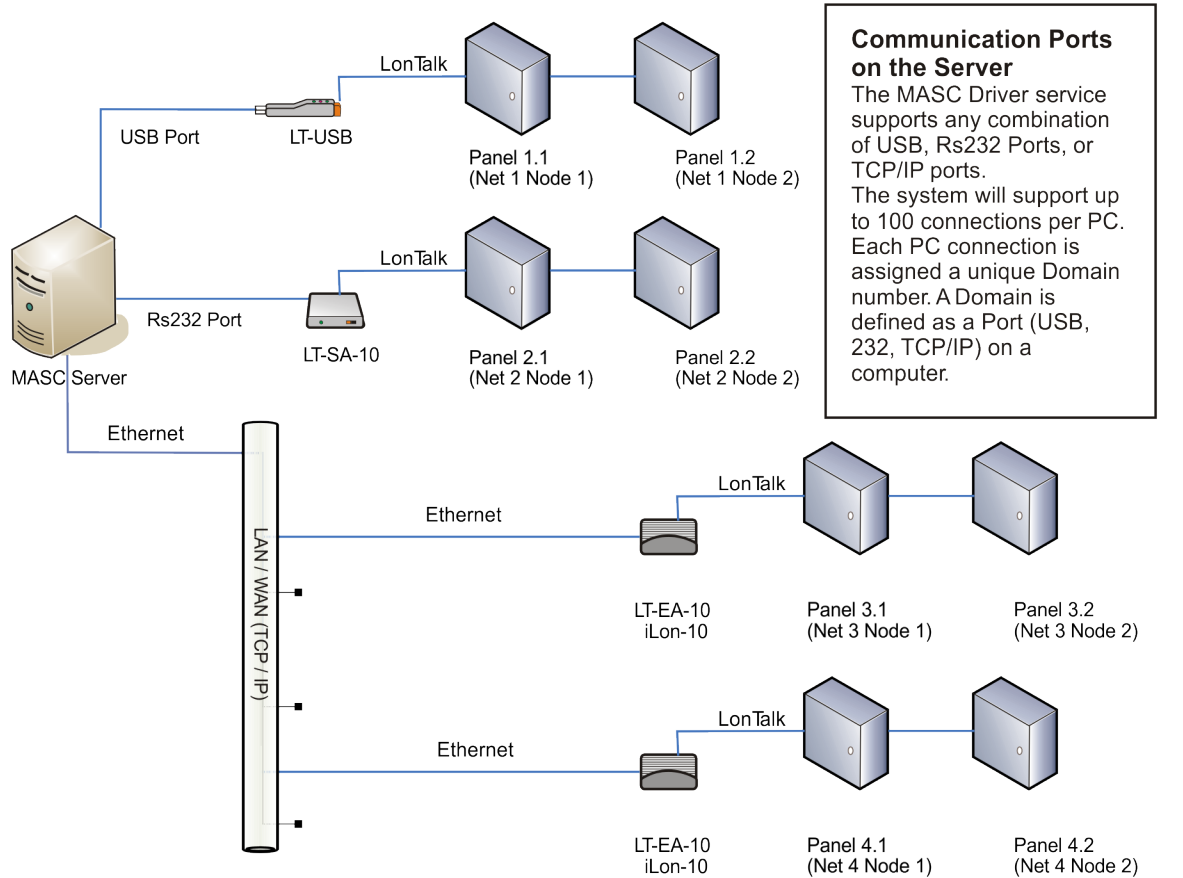 LonTalk
USB Port
LT-USB
Panel 1.1
(Net 1 Node 1)
Panel 1.2
(Net 1 Node 2)
Communication Ports
on the Server
The MASC Driver service
supports any combination
of USB, Rs232 Ports, or
TCP/IP ports.
The system will support up
to 100 connections per PC.
Each PC connection is
assigned a unique Domain
number. A Domain is
defined as a Port (USB,
232, TCP/IP) on a
computer.
LonTalk
Rs232 Port
LT-SA-10
Panel 2.1
(Net 2 Node 1)
Panel 2.2
(Net 2 Node 2)
MASC Server
Ethernet
LAN / WAN (TCP / IP)
Ethernet
LonTalk
LT-EA-10
iLon-10
Panel 3.1
(Net 3 Node 1)
Panel 3.2
(Net 3 Node 2)
Ethernet
LonTalk
LT-EA-10
iLon-10
Panel 4.1
(Net 4 Node 1)
Panel 4.2
(Net 4 Node 2)